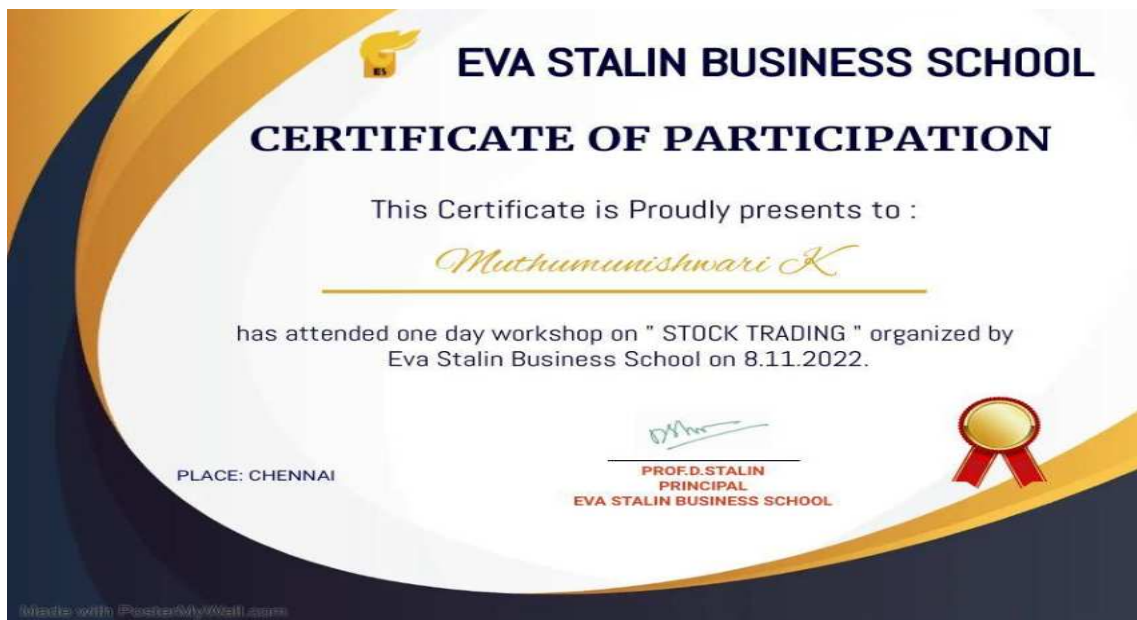 IES
EVA STALIN BUSINESS SCHOOL
CERTIFICATE OF PARTICIPATION
This Certificate is Proudly presents to :
Muthumunishwari K
has attended one day workshop on " STOCK TRADING " organized by
Eva Stalin Business School on 8.11.2022.
PLACE: CHENNAI
PROF.D.STALIN
PRINCIPAL
EVA STALIN BUSINESS SCHOOL
Made with PosterMyWall.com